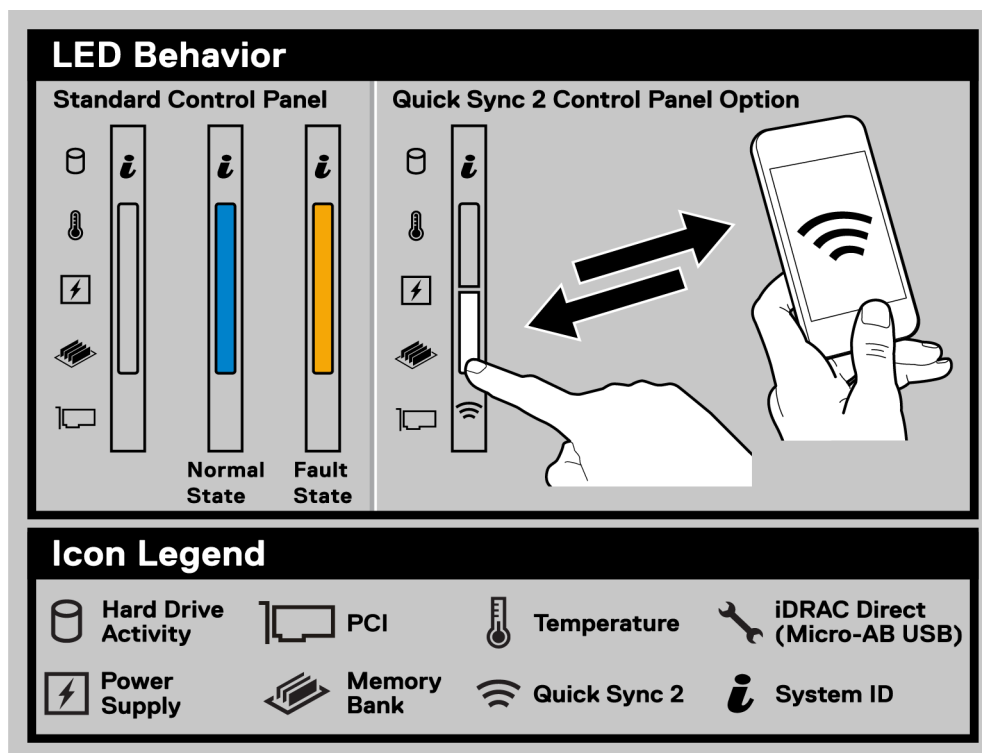 LED Behavior
Standard Control Panel
Normal
State
Fault
State
Quick Sync 2 Control Panel Option
Icon Legend
Hard Drive
Activity
PCI
Temperature
iDRAC Direct
(Micro-AB USB)
Power
Supply
Memory
Bank
Quick Sync 2
System ID